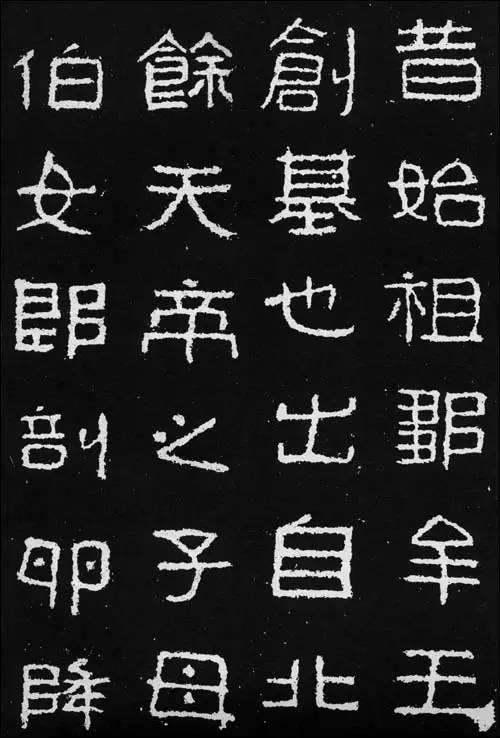 昔始祖鄒牟王
創基也出自北
餘天帝之子母
伯女郎剖卵降